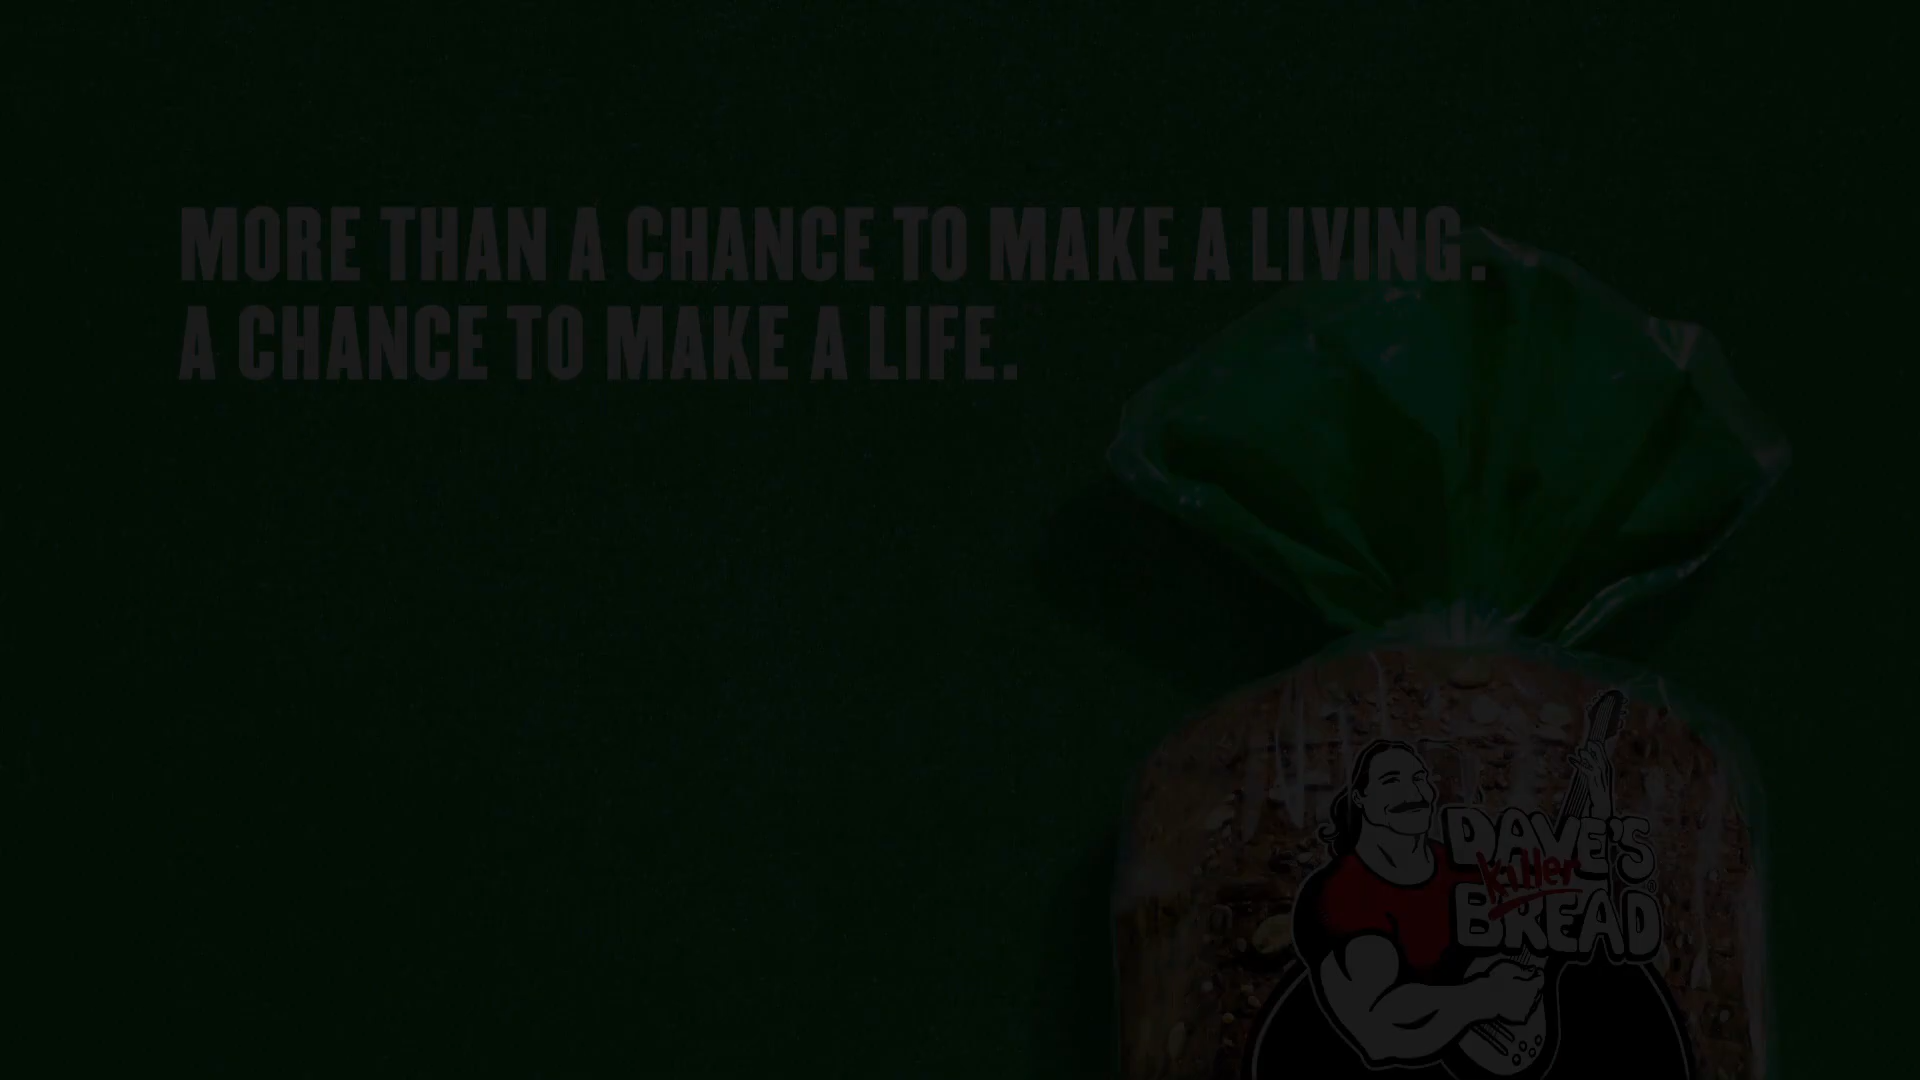 MORE THAN A CHANCE TO MAKE A LIVING.
A CHANCE TO MAKE A LIFE.
DAVE'S
killer
BREAD®